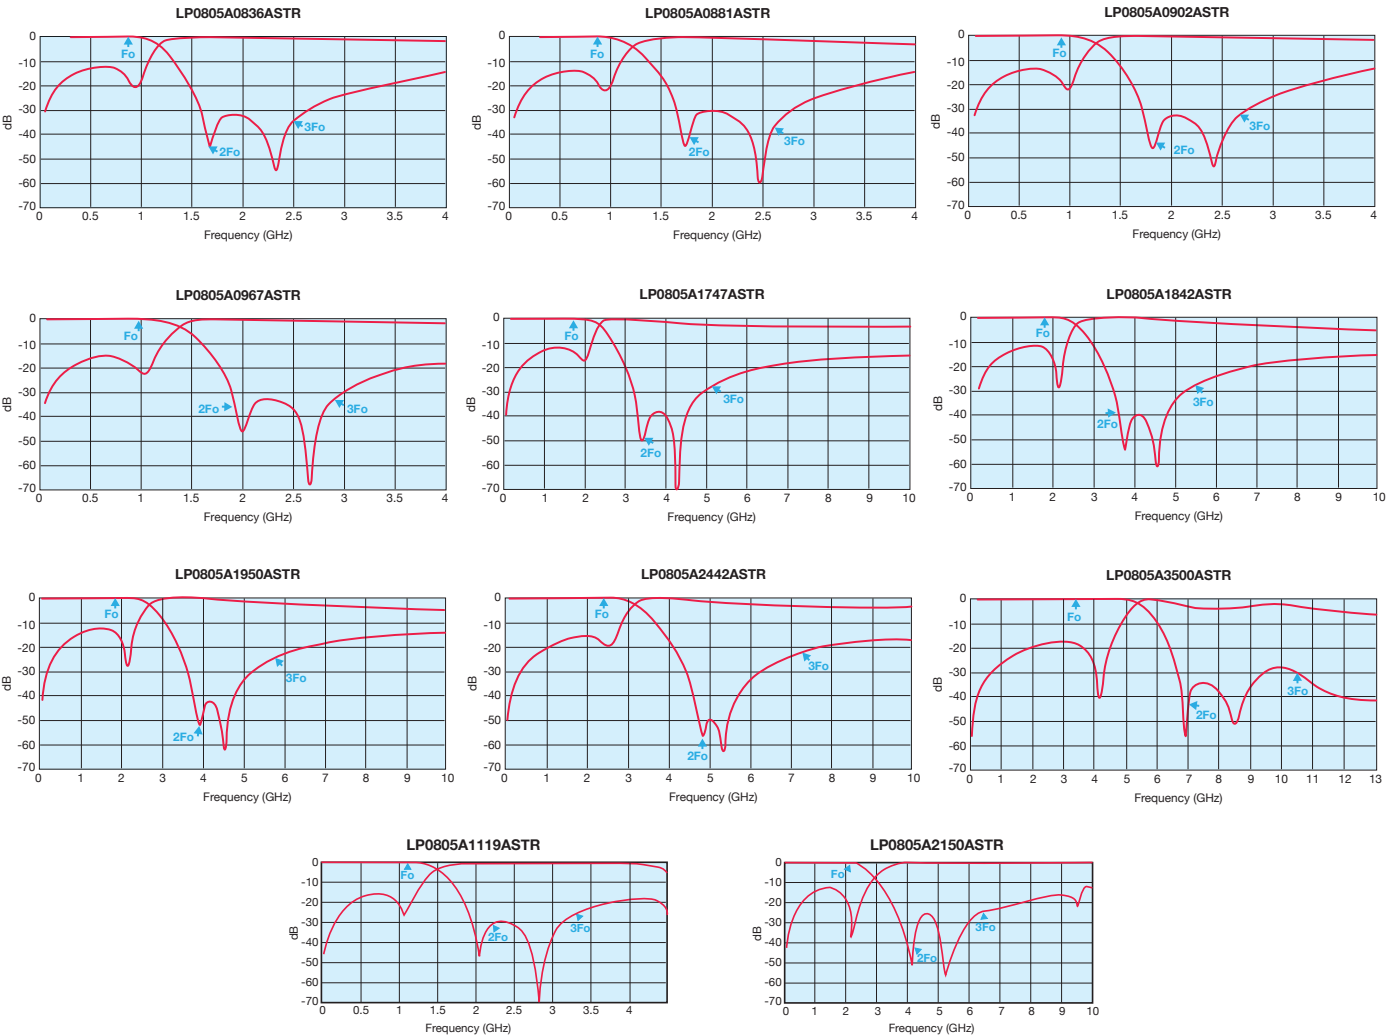 LP0805A0836ASTR
0
-10
-20
-30
-40
-50
-60
-70
dB
Fo
2Fo
3Fo
0 0.5 1 1.5 2 2.5 3 3.5 4
Frequency (GHz)
LP0805A0881ASTR
0
-10
-20
-30
-40
-50
-60
-70
dB
Fo
2Fo
3Fo
0 0.5 1 1.5 2 2.5 3 3.5 4
Frequency (GHz)
LP0805A0902ASTR
0
-10
-20
-30
-40
-50
-60
-70
dB
Fo
2Fo
3Fo
0 0.5 1 1.5 2 2.5 3 3.5 4
Frequency (GHz)
LP0805A0967ASTR
0
-10
-20
-30
-40
-50
-60
-70
dB
Fo
2Fo
3Fo
0 0.5 1 1.5 2 2.5 3 3.5 4
Frequency (GHz)
LP0805A1747ASTR
0
-10
-20
-30
-40
-50
-60
-70
dB
Fo
2Fo
3Fo
0 1 2 3 4 5 6 7 8 9 10
Frequency (GHz)
LP0805A1842ASTR
0
-10
-20
-30
-40
-50
-60
-70
dB
Fo
2Fo
3Fo
0 1 2 3 4 5 6 7 8 9 10
Frequency (GHz)
LP0805A1950ASTR
0
-10
-20
-30
-40
-50
-60
-70
dB
Fo
2Fo
3Fo
0 1 2 3 4 5 6 7 8 9 10
Frequency (GHz)
LP0805A2442ASTR
0
-10
-20
-30
-40
-50
-60
-70
dB
Fo
2Fo
3Fo
0 1 2 3 4 5 6 7 8 9 10
Frequency (GHz)
LP0805A3500ASTR
0
-10
-20
-30
-40
-50
-60
-70
dB
Fo
2Fo
3Fo
0 1 2 3 4 5 6 7 8 9 10 11 12 13
Frequency (GHz)
LP0805A1119ASTR
0
-10
-20
-30
-40
-50
-60
-70
dB
Fo
2Fo
3Fo
0 0.5 1 1.5 2 2.5 3 3.5 4
Frequency (GHz)
LP0805A2150ASTR
0
-10
-20
-30
-40
-50
-60
-70
dB
Fo
2Fo
3Fo
0 1 2 3 4 5 6 7 8 9 10
Frequency (GHz)